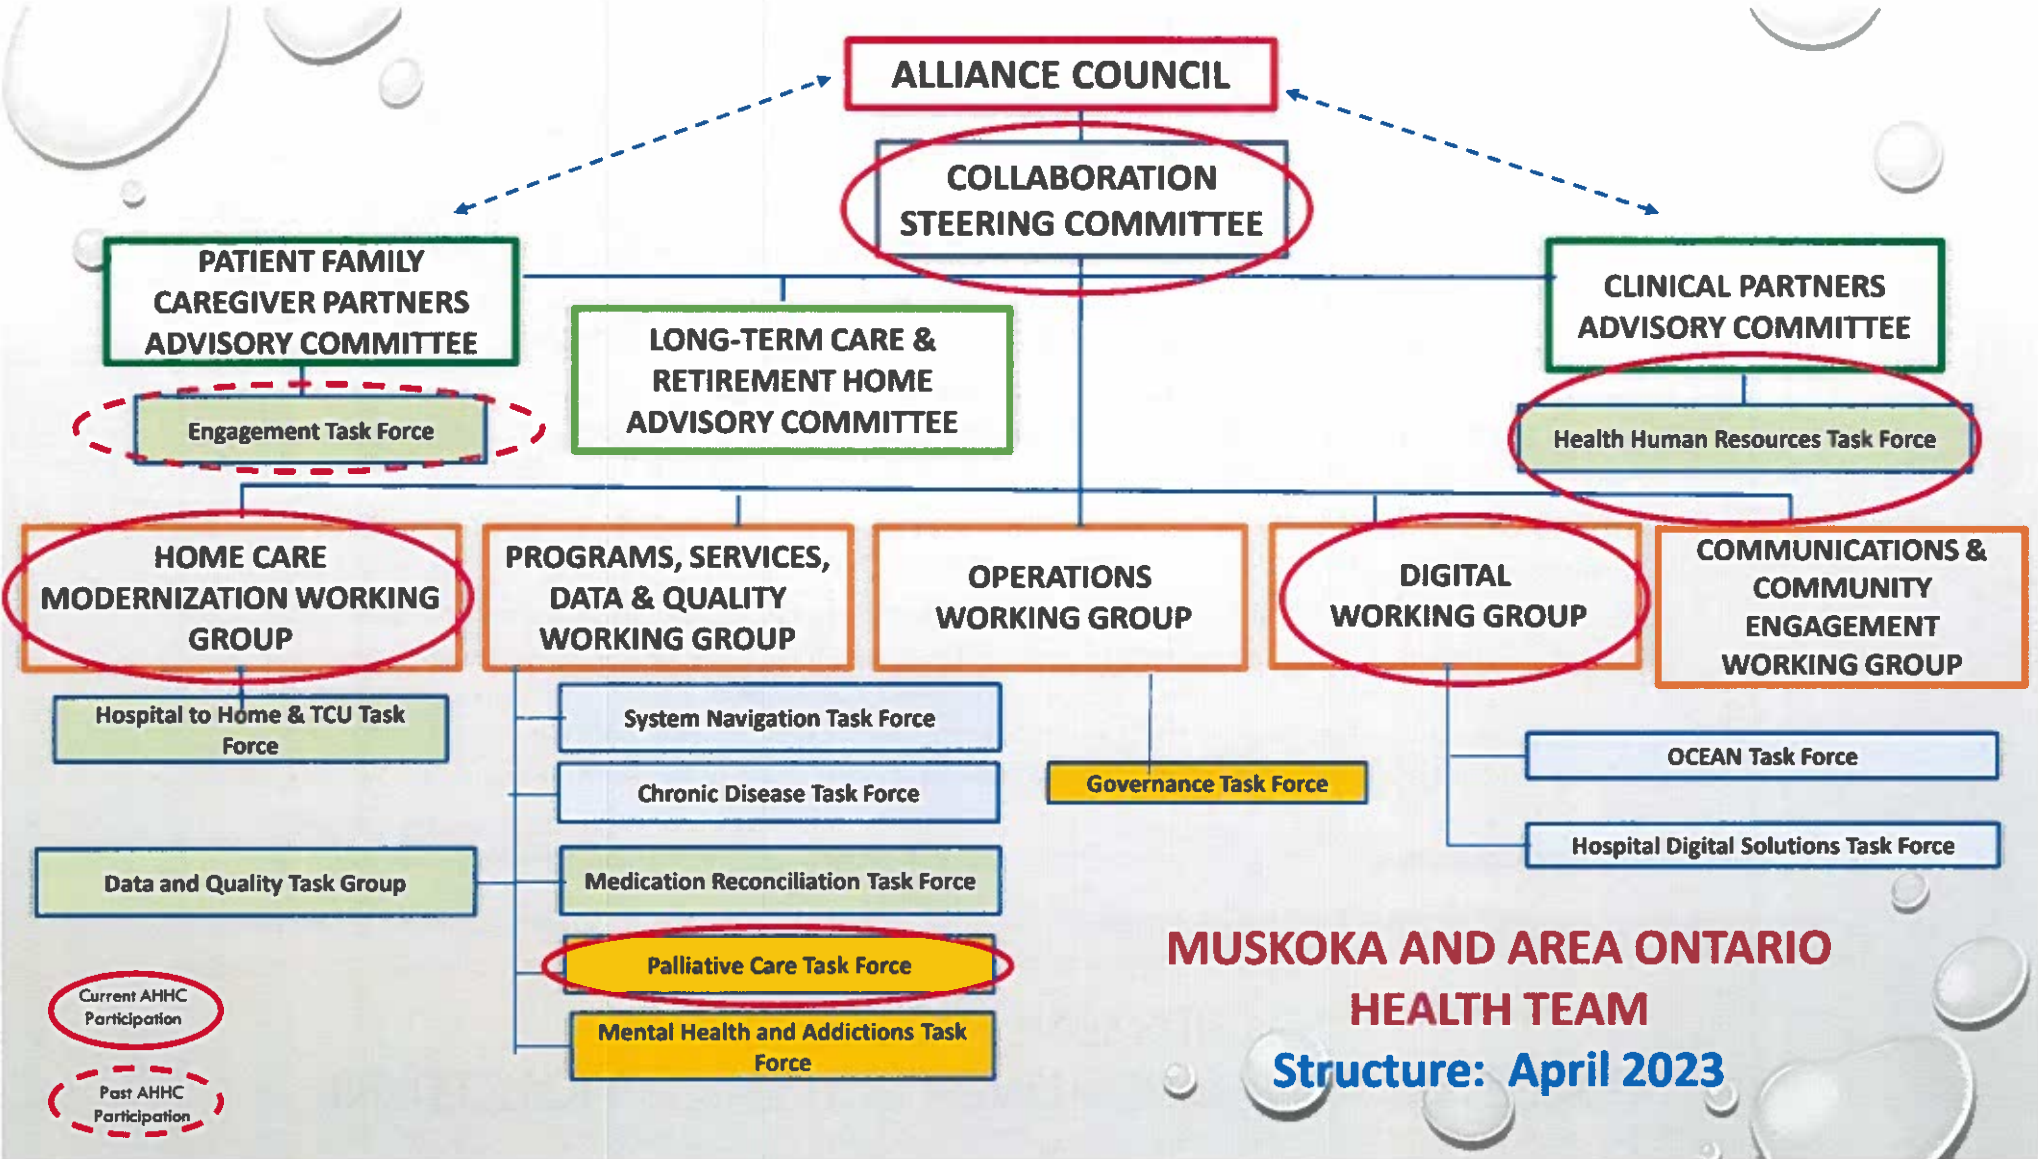 ALLIANCE COUNCIL
COLLABORATION
STEERING COMMITTEE
PATIENT FAMILY
CAREGIVER PARTNERS
ADVISORY COMMITTEE
CLINICAL PARTNERS
ADVISORY COMMITTEE
LONG-TERM CARE &
RETIREMENT HOME
ADVISORY COMMITTEE
Engagement Task Force
Health Human Resources Task Force
HOME CARE
MODERNIZATION WORKING
GROUP
PROGRAMS, SERVICES,
DATA & QUALITY
WORKING GROUP
OPERATIONS
WORKING GROUP
DIGITAL
WORKING GROUP
COMMUNICATIONS &
COMMUNITY
ENGAGEMENT
WORKING GROUP
Hospital to Home & TCU Task
Force
System Navigation Task Force
Chronic Disease Task Force
Governance Task Force
OCEAN Task Force
Hospital Digital Solutions Task Force
Data and Quality Task Group
Medication Reconciliation Task Force
Palliative Care Task Force
Mental Health and Addictions Task
Force
Current AHHC
Participation
Past AHHC
Participation
MUSKOKA AND AREA ONTARIO
HEALTH TEAM
Structure: April 2023